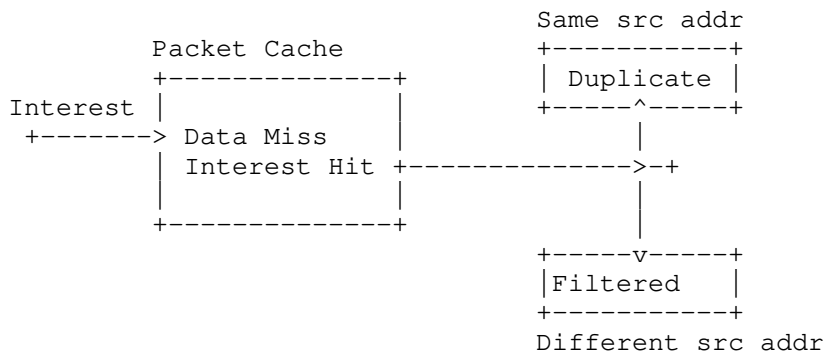 Same src addr
Packet Cache
Duplicate
Interest
Data Miss
Interest Hit
Filtered
Different src addr